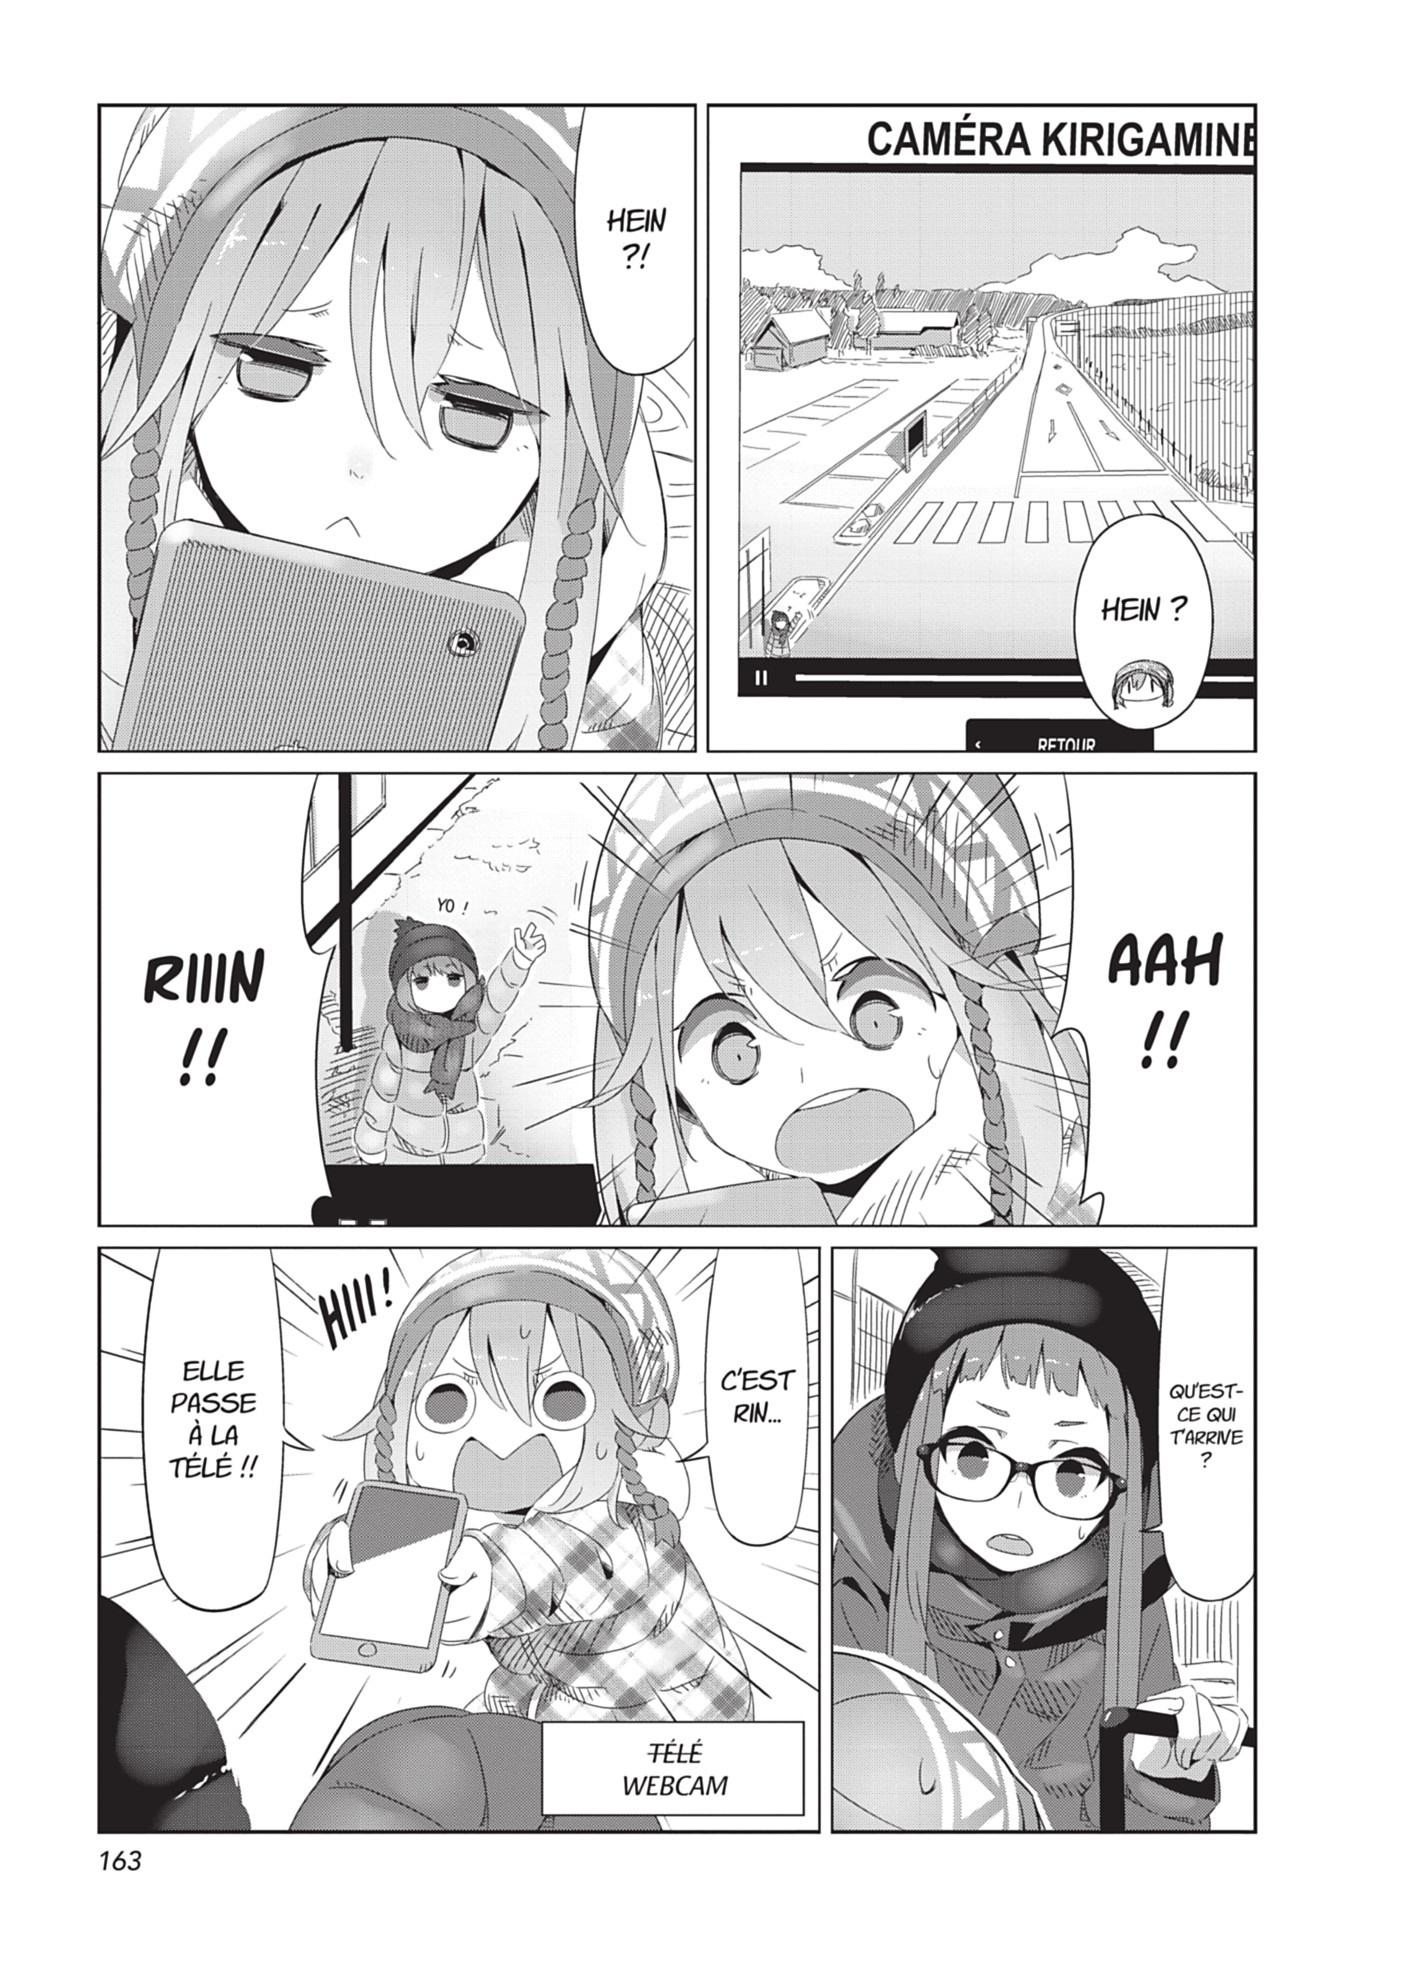 CAMÉRA KIRIGAMINE
HEIN ?
RETOUR
HEIN
?!
AAH
!!
YO !
RIIIN
!!
QU'EST-
CE QUI
T'ARRIVE
?
C'EST
RIN...
HIII !
ELLE
PASSE
À LA
TÉLÉ !!
TÉLÉ
WEBCAM
163